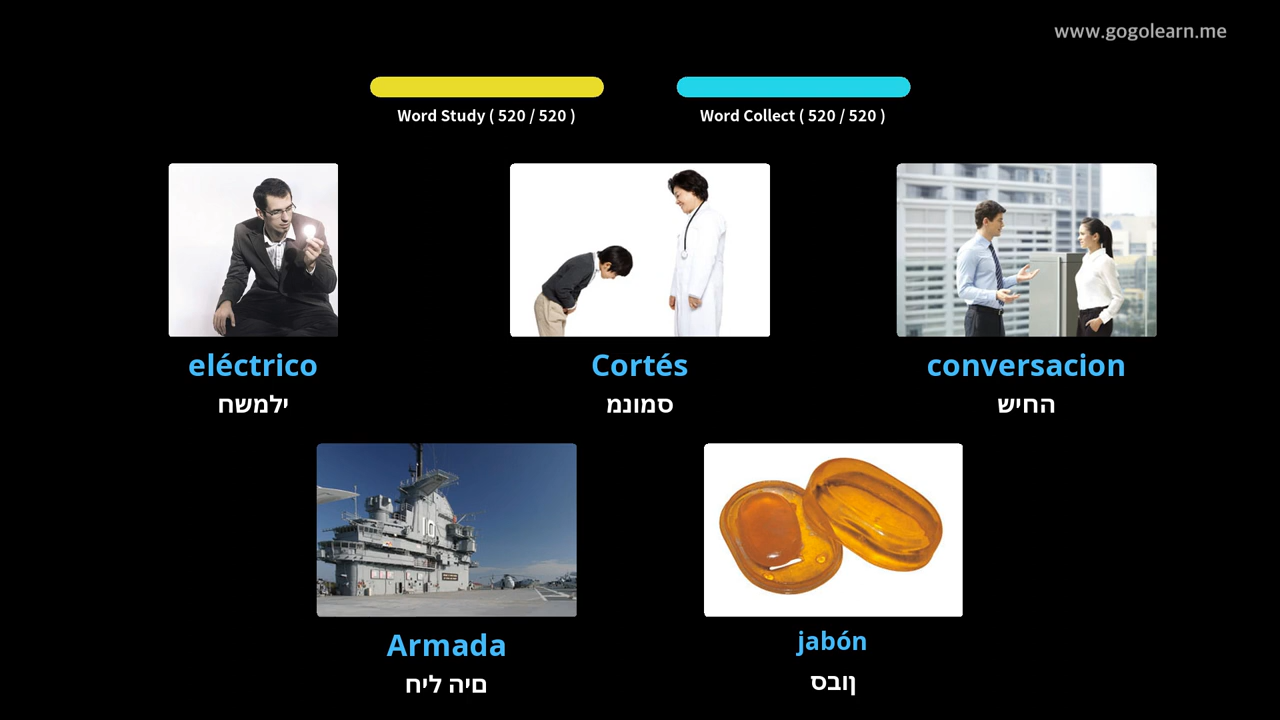 www.gogolearn.me
Word Study ( 520 / 520 )
Word Collect ( 520 / 520 )
eléctrico
חשמלי
Cortés
מנומס
conversacion
שיחה
Armada
חיל הים
jabón
סבון